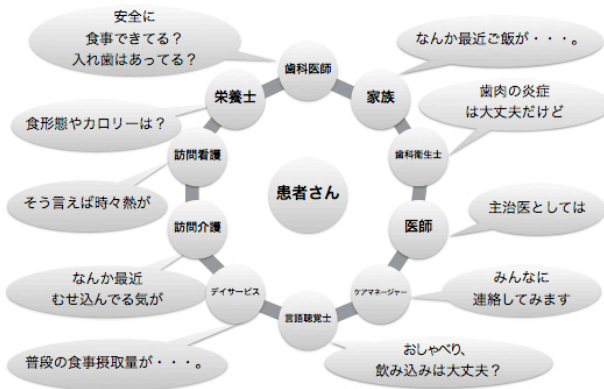 安全に
食事できてる？
入れ歯はあってる？
歯科医師
なんか最近ご飯が・・・。
栄養士
家族
食形態やカロリーは？
歯肉の炎症
は大丈夫だけど
訪問看護
歯科衛生士
そう言えば時々熱が
患者さん
主治医としては
訪問介護
医師
なんか最近
むせ込んでる気が
デイサービス
ケアマネージャー
みんなに
連絡してみます
言語聴覚士
普段の食事摂取量が・・・。
おしゃべり、
飲み込みは大丈夫？